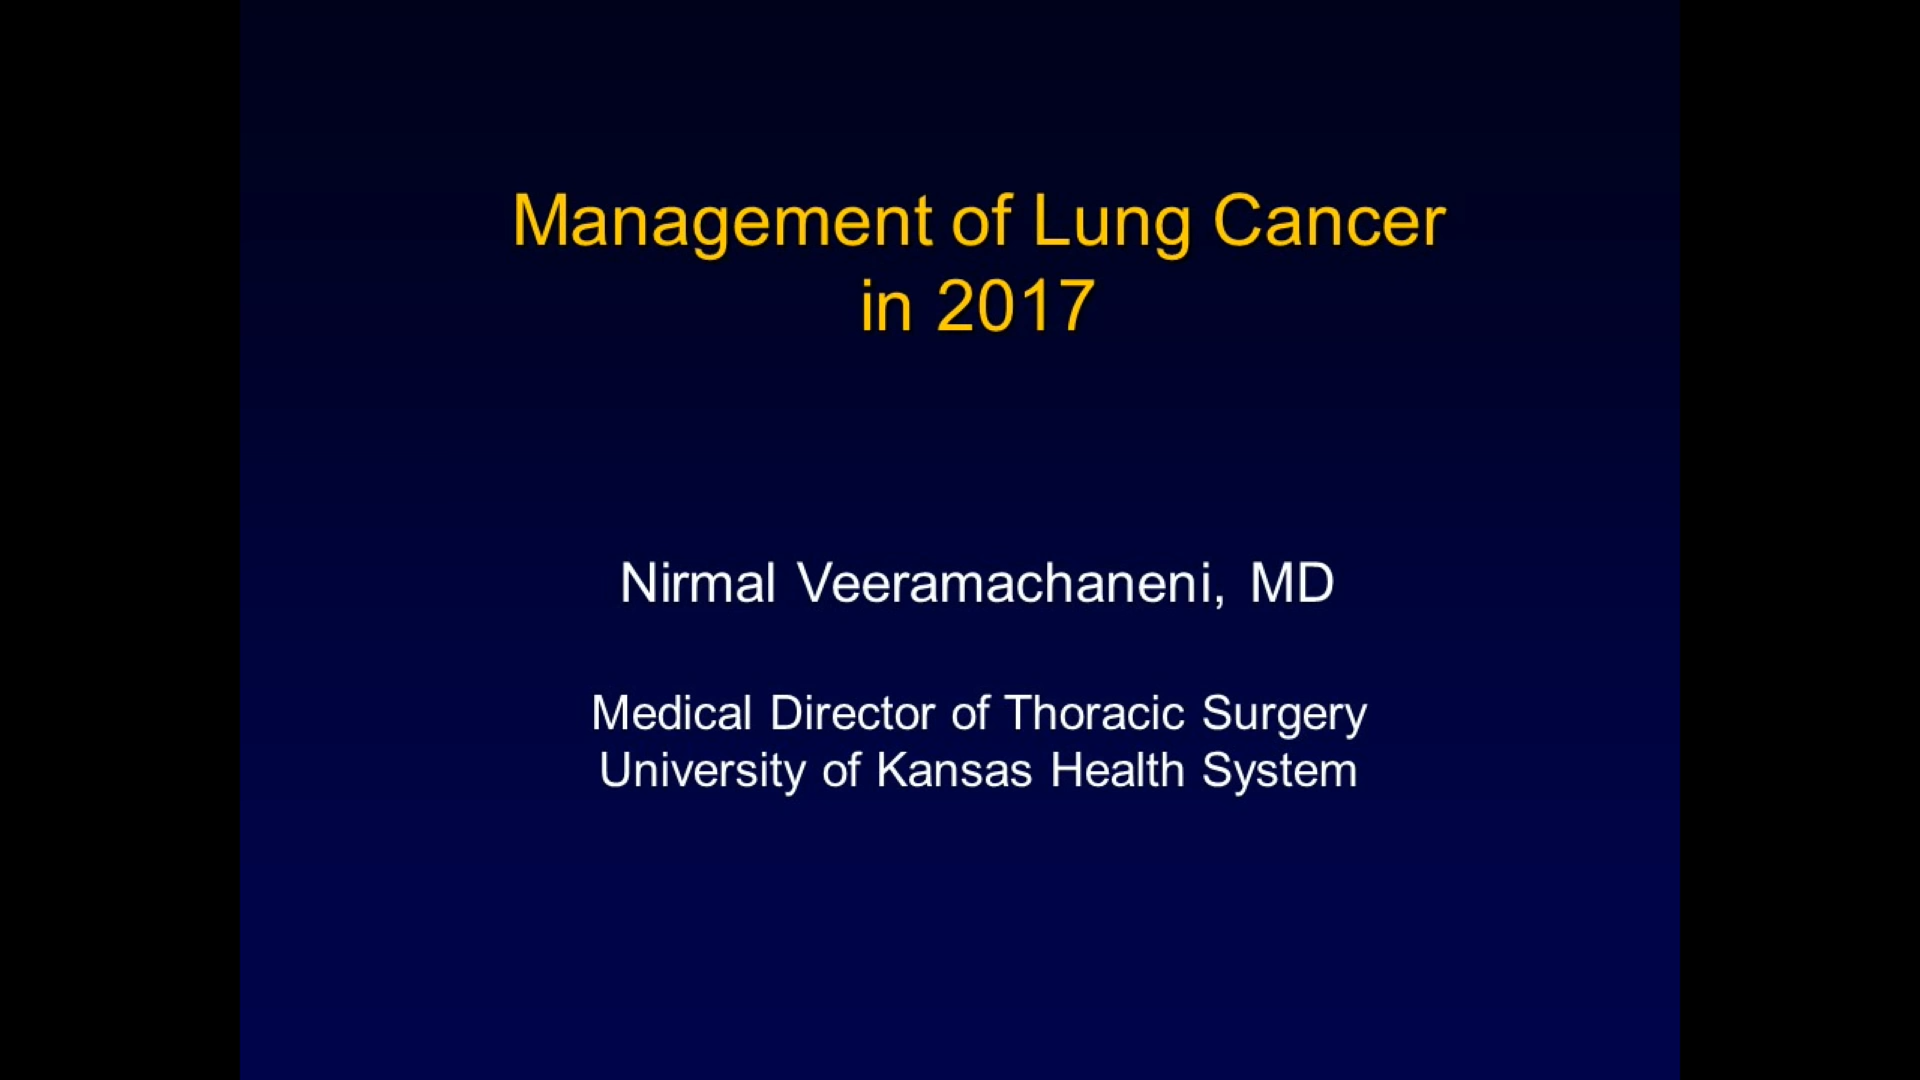 Management of Lung Cancer
in 2017
Nirmal Veeramachaneni, MD
Medical Director of Thoracic Surgery
University of Kansas Health System